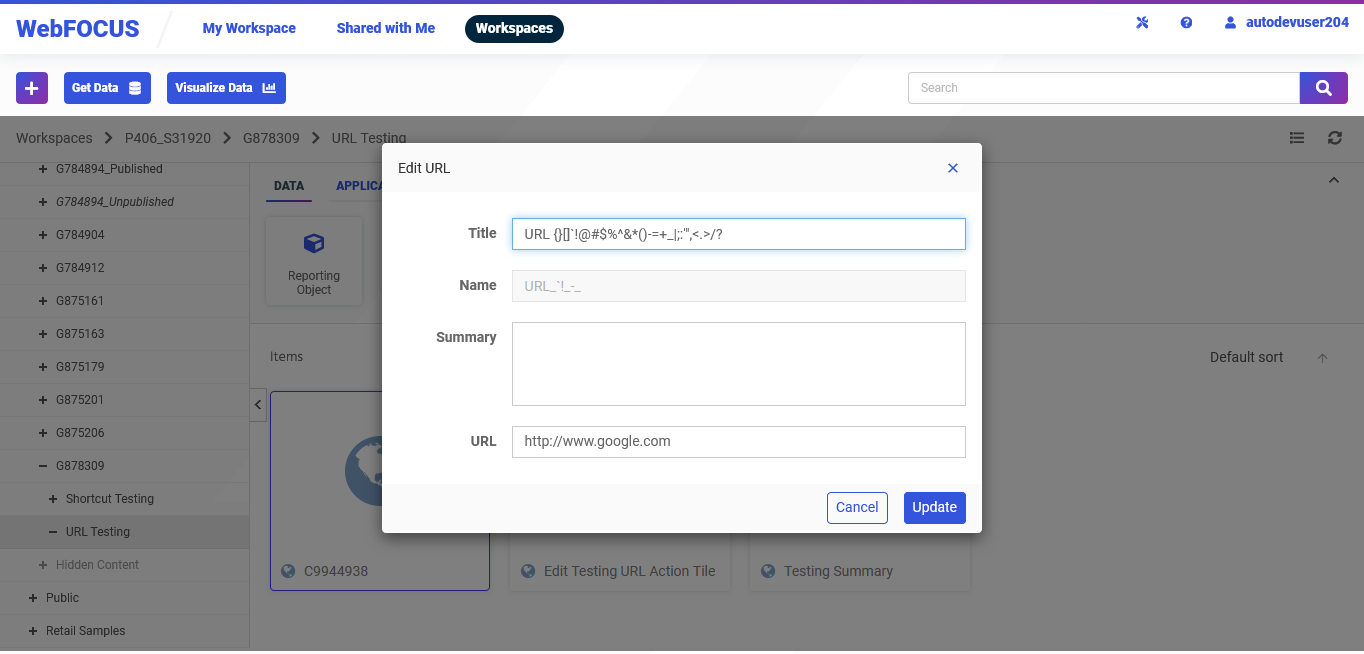 WebFOCUS
My Workspace
Shared with Me
Workspaces
autodevuser204
Get Data
Visualize Data
Search
Workspaces > P406_S31920 > G878309 > URL Testing
G784894_Published
G784894_Unpublished
G784904
G784912
G875161
G875163
G875179
G875201
G875206
G878309
Shortcut Testing
URL Testing
Hidden Content
Public
Retail Samples
DATA
APPLICA
Reporting
Object
Items
Default sort
C9944938
Edit Testing URL Action Tile
Testing Summary
Edit URL
Title
URL {}[]`!@#$%^&*()-=+_|;:'",<.>/?
Name
URL_`!_-_
Summary
URL
http://www.google.com
Cancel
Update